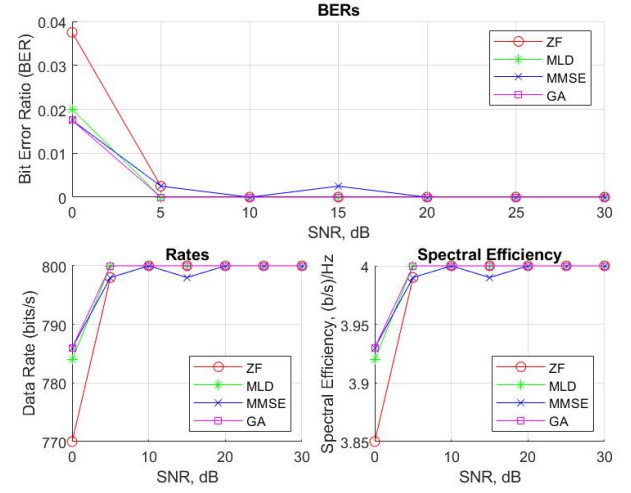 BERs
Bit Error Ratio (BER)
0.04
0.03
0.02
0.01
0
0 5 10 15 20 25 30
SNR, dB
ZF
MLD
MMSE
GA
Rates
Data Rate (bits/s)
800
790
780
770
0 10 20 30
SNR, dB
ZF
MLD
MMSE
GA
Spectral Efficiency
Spectral Efficiency, (b/s)/Hz
4
3.95
3.9
3.85
0 10 20 30
SNR, dB
ZF
MLD
MMSE
GA